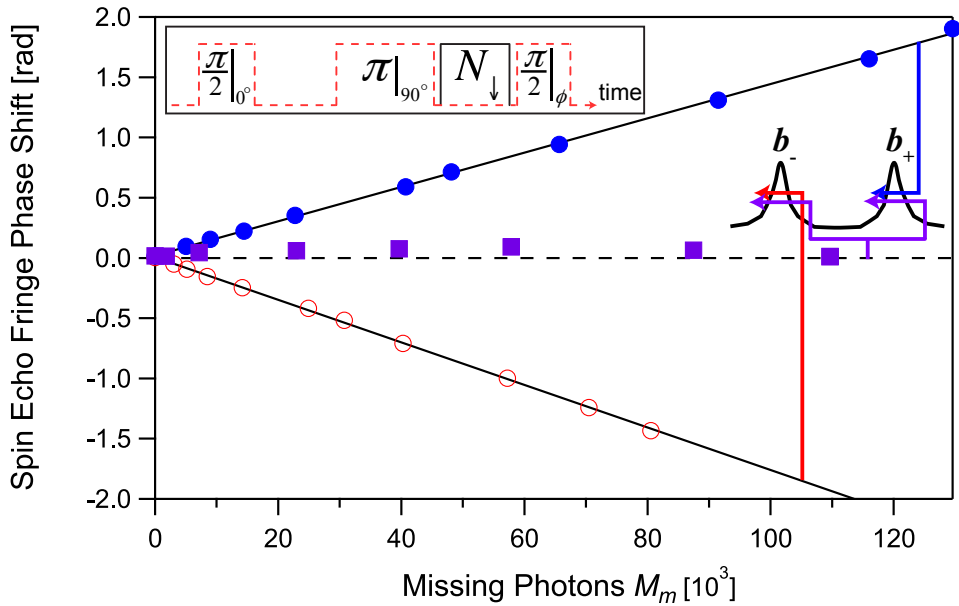 Spin Echo Fringe Phase Shift [rad]
2.0
1.5
1.0
0.5
0.0
-0.5
-1.0
-1.5
-2.0
π/2|0° π|90° N↓ π/2|ϕ time
b- b+
0 20 40 60 80 100 120
Missing Photons Mm [10³]